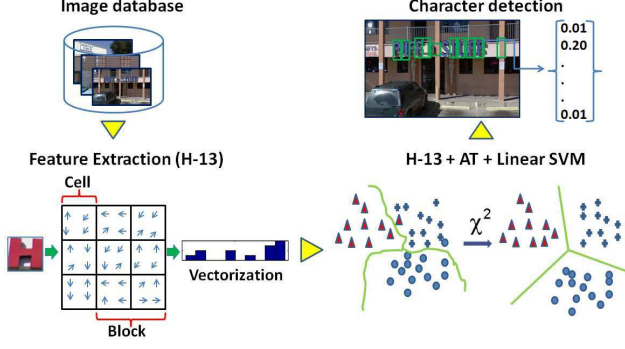 Image database
Character detection
0.01
0.20
.
.
.
0.01
Feature Extraction (H-13)
H-13 + AT + Linear SVM
Cell
H
Vectorization
Block
χ²